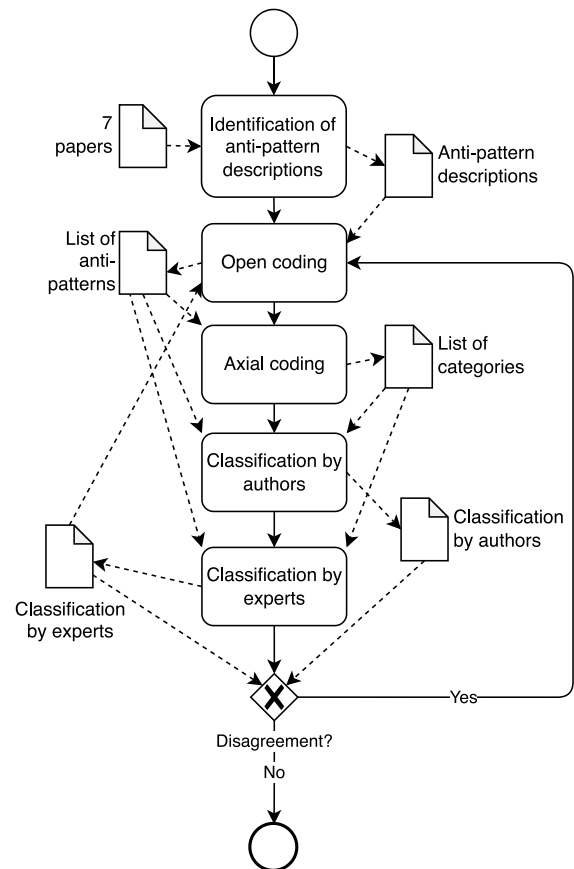 7
papers
Identification of
anti-pattern
descriptions
Anti-pattern
descriptions
List of
anti-
patterns
Open coding
Axial coding
List of
categories
Classification by
authors
Classification
by authors
Classification by
experts
Classification
by experts
Yes
Disagreement?
No